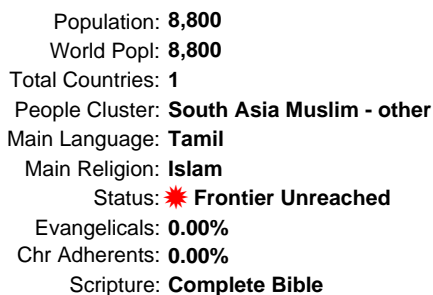 Population: 8,800
World Popl: 8,800
Total Countries: 1
People Cluster: South Asia Muslim - other
Main Language: Tamil
Main Religion: Islam
Status: Frontier Unreached
Evangelicals: 0.00%
Chr Adherents: 0.00%
Scripture: Complete Bible